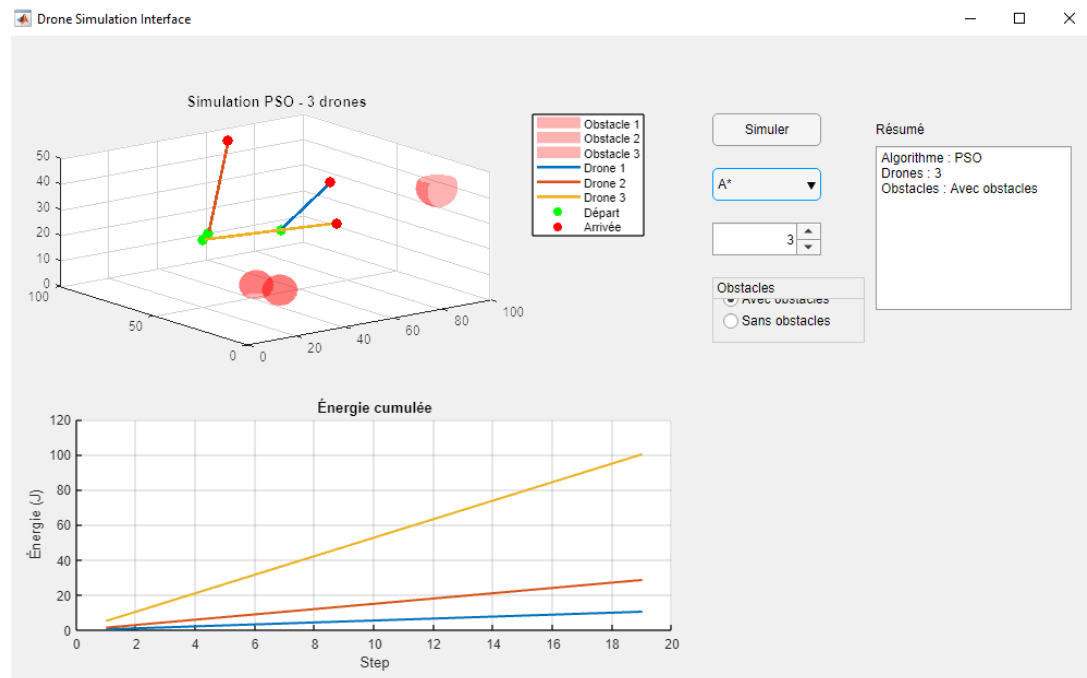 Drone Simulation Interface
Simulation PSO - 3 drones
50
40
30
20
10
0
100
50
0
0
20
40
60
80
100
Obstacle 1
Obstacle 2
Obstacle 3
Drone 1
Drone 2
Drone 3
Départ
Arrivée
Simuler
A*
3
Obstacles
Avec obstacles
Sans obstacles
Résumé
Algorithme : PSO
Drones : 3
Obstacles : Avec obstacles
Énergie cumulée
Énergie (J)
120
100
80
60
40
20
0
0
2
4
6
8
10
12
14
16
18
20
Step